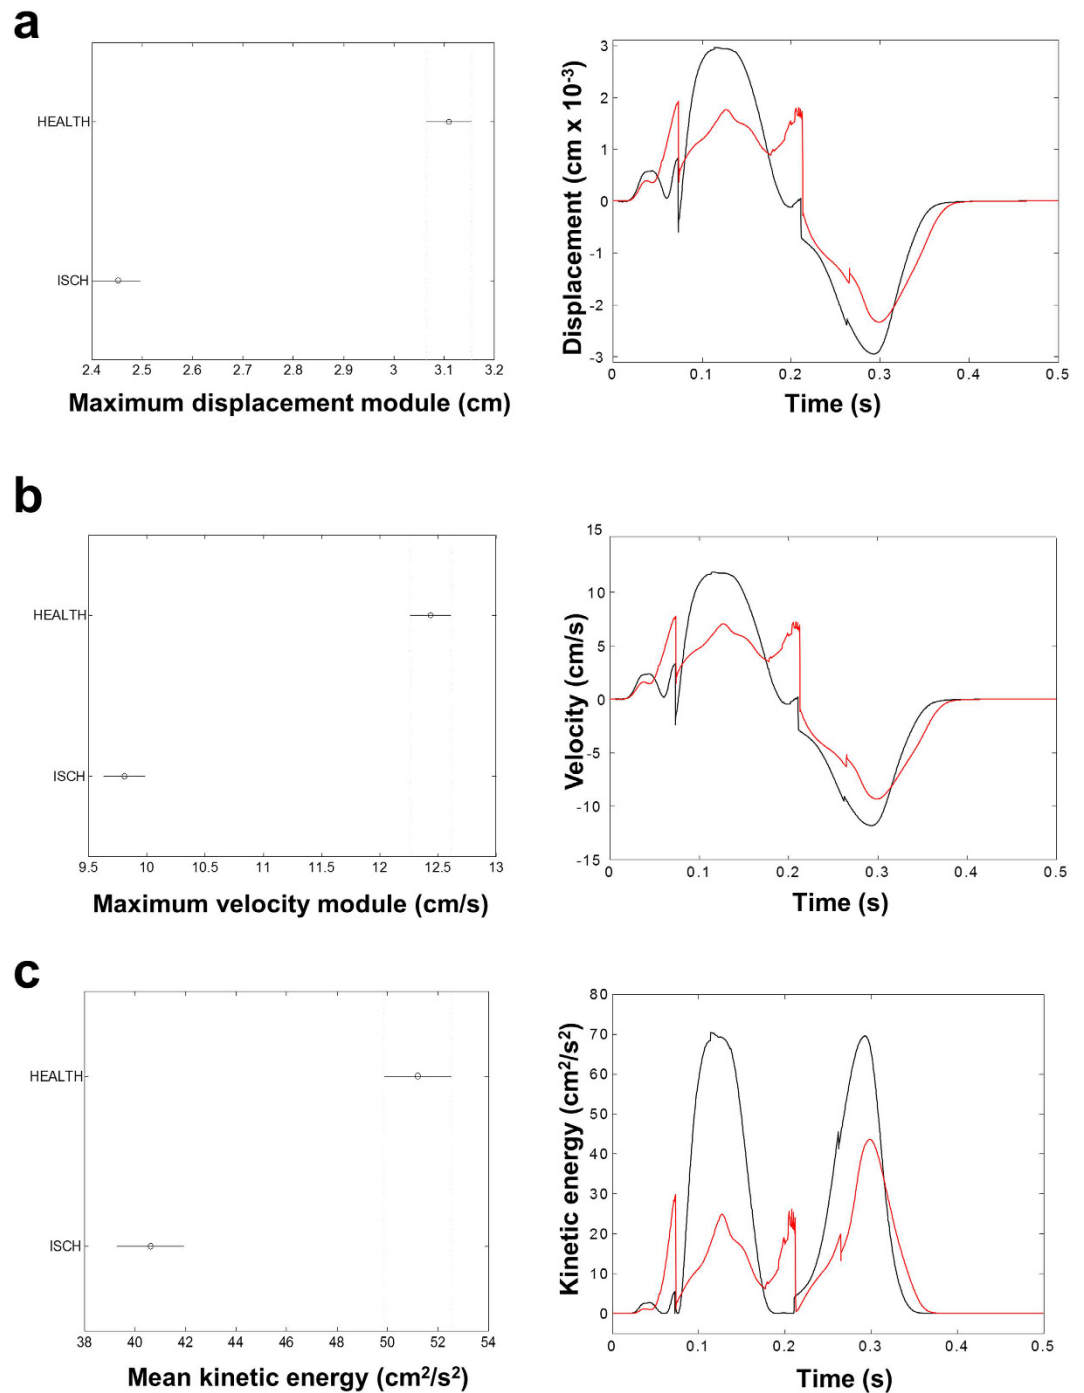 a
HEALTH
ISCH
2.4 2.5 2.6 2.7 2.8 2.9 3 3.1 3.2
Maximum displacement module (cm)
Displacement (cm x 10⁻³)
3
2
1
0
-1
-2
-3
0 0.1 0.2 0.3 0.4 0.5
Time (s)
b
HEALTH
ISCH
9.5 10 10.5 11 11.5 12 12.5 13
Maximum velocity module (cm/s)
Velocity (cm/s)
15
10
5
0
-5
-10
-15
0 0.1 0.2 0.3 0.4 0.5
Time (s)
c
HEALTH
ISCH
38 40 42 44 46 48 50 52 54
Mean kinetic energy (cm²/s²)
Kinetic energy (cm²/s²)
80
70
60
50
40
30
20
10
0
0 0.1 0.2 0.3 0.4 0.5
Time (s)